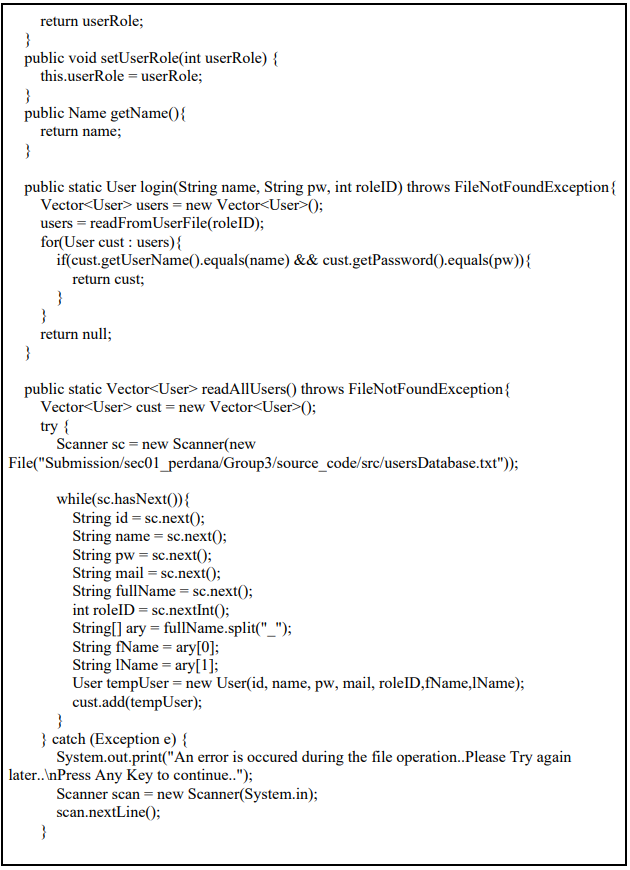 return userRole;
}
public void setUserRole(int userRole) {
this.userRole = userRole;
}
public Name getName(){
return name;
}
public static User login(String name, String pw, int roleID) throws FileNotFoundException{
Vector<User> users = new Vector<User>();
users = readFromUserFile(roleID);
for(User cust : users){
if(cust.getUserName().equals(name) && cust.getPassword().equals(pw)){
return cust;
}
}
return null;
}
public static Vector<User> readAllUsers() throws FileNotFoundException{
Vector<User> cust = new Vector<User>();
try {
Scanner sc = new Scanner(new
File("Submission/sec01_perdana/Group3/source_code/src/usersDatabase.txt"));
while(sc.hasNext()){
String id = sc.next();
String name = sc.next();
String pw = sc.next();
String mail = sc.next();
String fullName = sc.next();
int roleID = sc.nextInt();
String[] ary = fullName.split("_");
String fName = ary[0];
String lName = ary[1];
User tempUser = new User(id, name, pw, mail, roleID,fName,lName);
cust.add(tempUser);
}
} catch (Exception e) {
System.out.print("An error is occured during the file operation..Please Try again
later..\nPress Any Key to continue..");
Scanner scan = new Scanner(System.in);
scan.nextLine();
}